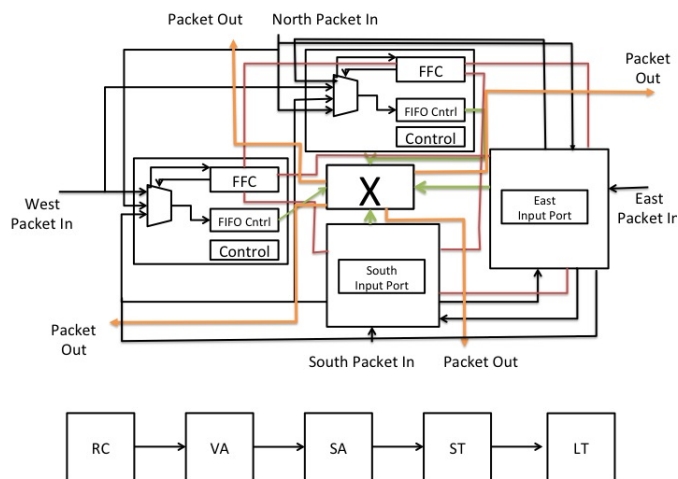 Packet Out
North Packet In
Packet
Out
FFC
FIFO Cntrl
Control
FFC
FIFO Cntrl
Control
X
East
Input Port
West
Packet In
East
Packet In
South
Input Port
Packet
Out
South Packet In
Packet Out
RC
VA
SA
ST
LT